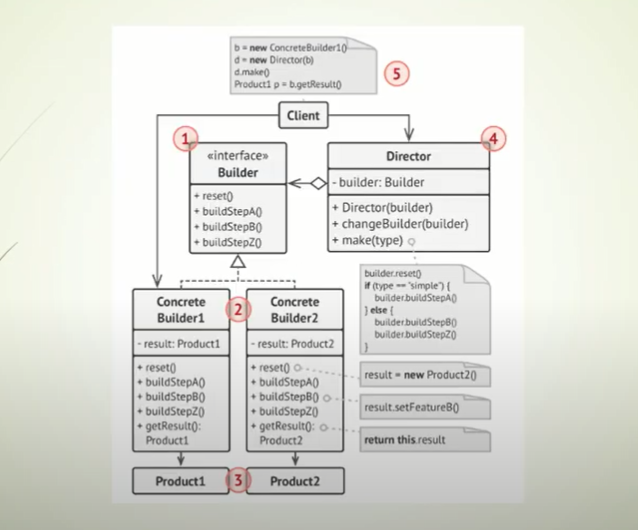 b = new ConcreteBuilder1()
d = new Director(b)
d.make()
Product1 p = b.getResult()
5
Client
1
«interface»
Builder
+ reset()
+ buildStepA()
+ buildStepB()
+ buildStepZ()
4
Director
- builder: Builder
+ Director(builder)
+ changeBuilder(builder)
+ make(type)
builder.reset()
if (type == "simple") {
builder.buildStepA()
} else {
builder.buildStepB()
builder.buildStepZ()
}
2
Concrete
Builder1
- result: Product1
+ reset()
+ buildStepA()
+ buildStepB()
+ buildStepZ()
+ getResult():
Product1
Concrete
Builder2
- result: Product2
+ reset()
+ buildStepA()
+ buildStepB()
+ buildStepZ()
+ getResult():
Product2
result = new Product2()
result.setFeatureB()
return this.result
Product1
3
Product2